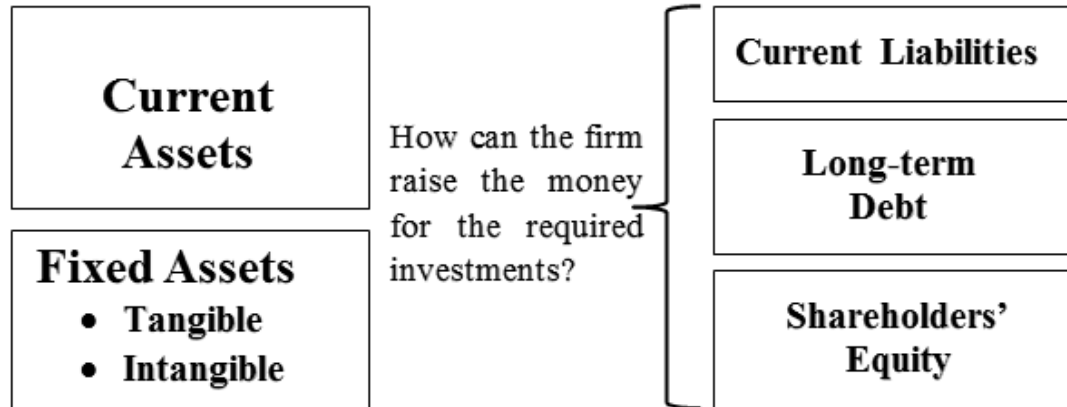 Current
Assets
Fixed Assets
• Tangible
• Intangible
How can the firm
raise the money
for the required
investments?
Current Liabilities
Long-term
Debt
Shareholders’
Equity